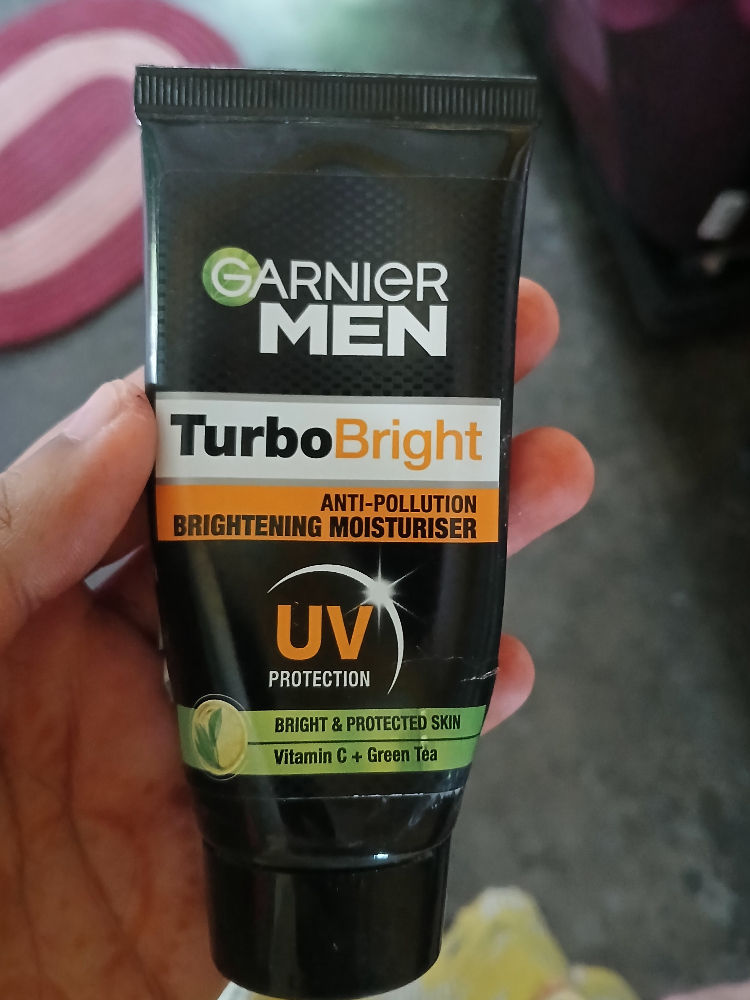 GARNIER
MEN
TurboBright
ANTI-POLLUTION
BRIGHTENING MOISTURISER
UV
PROTECTION
BRIGHT & PROTECTED SKIN
Vitamin C + Green Tea